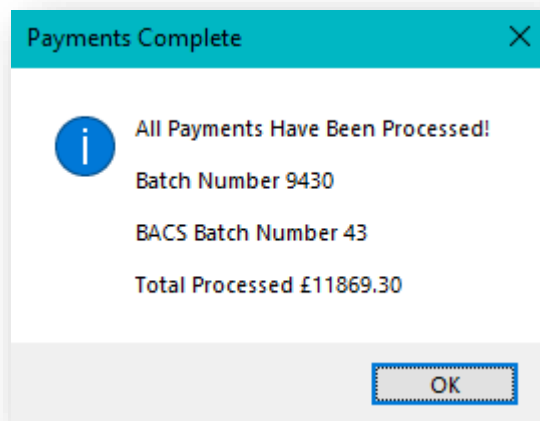 Payments Complete
All Payments Have Been Processed!
Batch Number 9430
BACS Batch Number 43
Total Processed £11869.30
OK